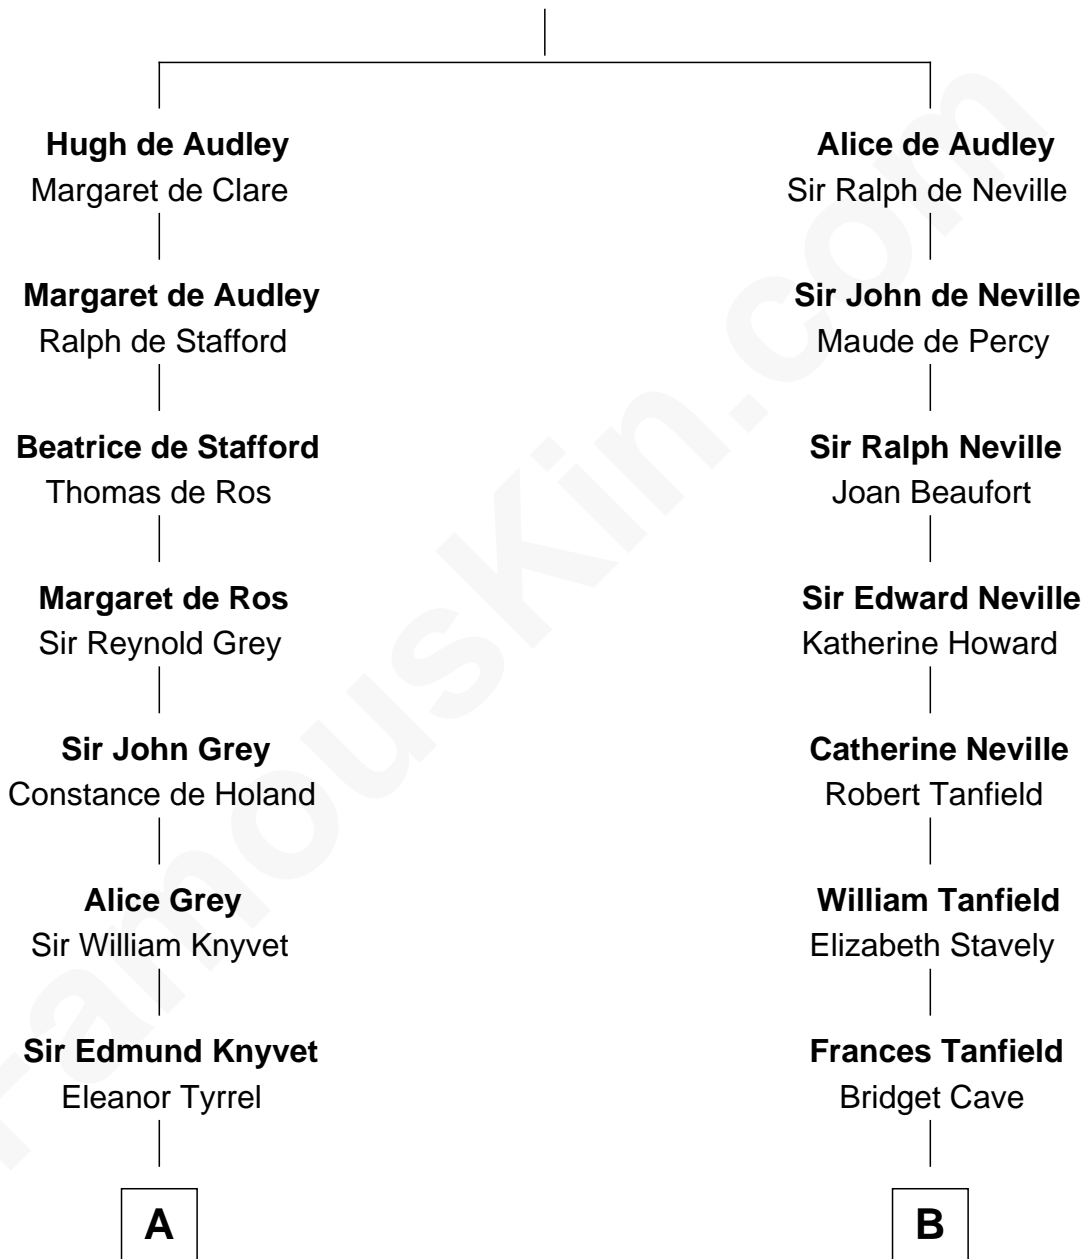 Hugh de Audley
Margaret de Clare
Margaret de Audley
Ralph de Stafford
Beatrice de Stafford
Thomas de Ros
Margaret de Ros
Sir Reynold Grey
Sir John Grey
Constance de Holand
Alice Grey
Sir William Knyvet
Sir Edmund Knyvet
Eleanor Tyrrel
A
Alice de Audley
Sir Ralph de Neville
Sir John de Neville
Maude de Percy
Sir Ralph Neville
Joan Beaufort
Sir Edward Neville
Katherine Howard
Catherine Neville
Robert Tanfield
William Tanfield
Elizabeth Stavely
Frances Tanfield
Bridget Cave
B
FamousKin.com